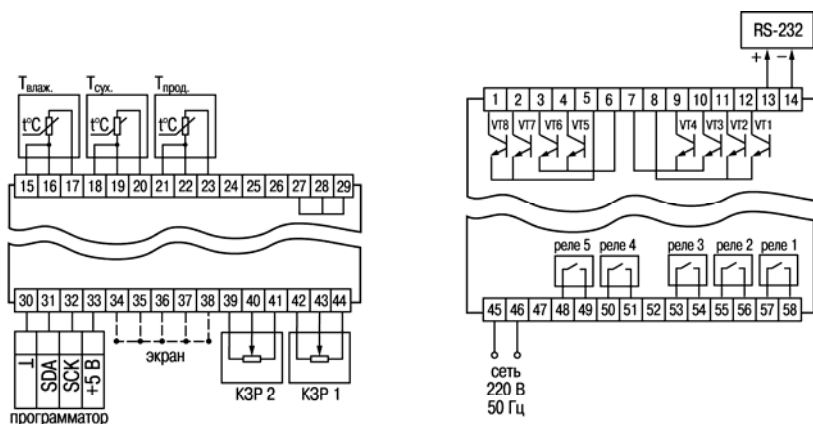 RS-232
+ −
Tвлаж. Tсух. Tпрод.
t°C t°C t°C
15 16 17 18 19 20 21 22 23 24 25 26 27 28 29
1 2 3 4 5 6 7 8 9 10 11 12 13 14
VT8 VT7 VT6 VT5 VT4 VT3 VT2 VT1
реле 5 реле 4 реле 3 реле 2 реле 1
30 31 32 33 34 35 36 37 38 39 40 41 42 43 44
45 46 47 48 49 50 51 52 53 54 55 56 57 58
⊥ SDA SCK +5 В
экран
КЗР 2 КЗР 1
программатор
сеть
220 В
50 Гц